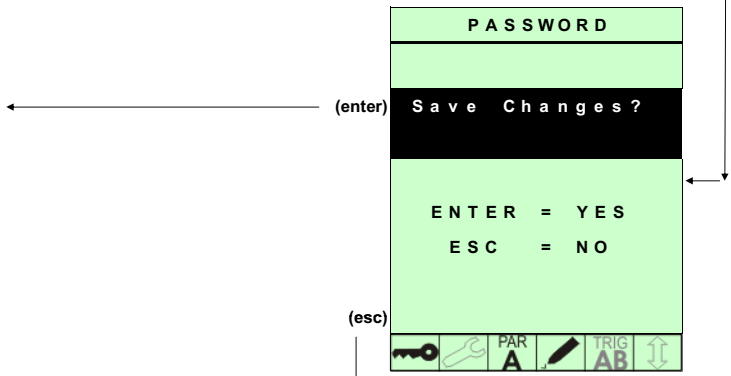 PASSWORD
(enter) Save Changes?
ENTER = YES
ESC = NO
(esc)
PAR A TRIG AB